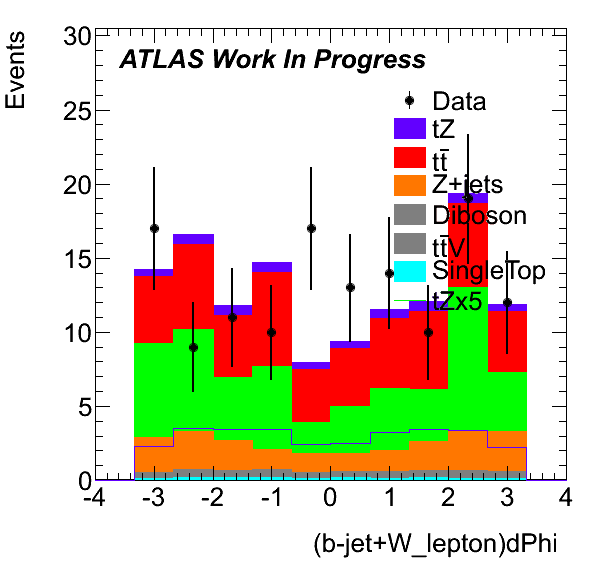 Events
ATLAS Work In Progress
Data
tZ
tt̄
Z+jets
Diboson
tt̄V
SingleTop
tZx5
30
25
20
15
10
5
0
-4 -3 -2 -1 0 1 2 3 4
(b-jet+W_lepton)dPhi